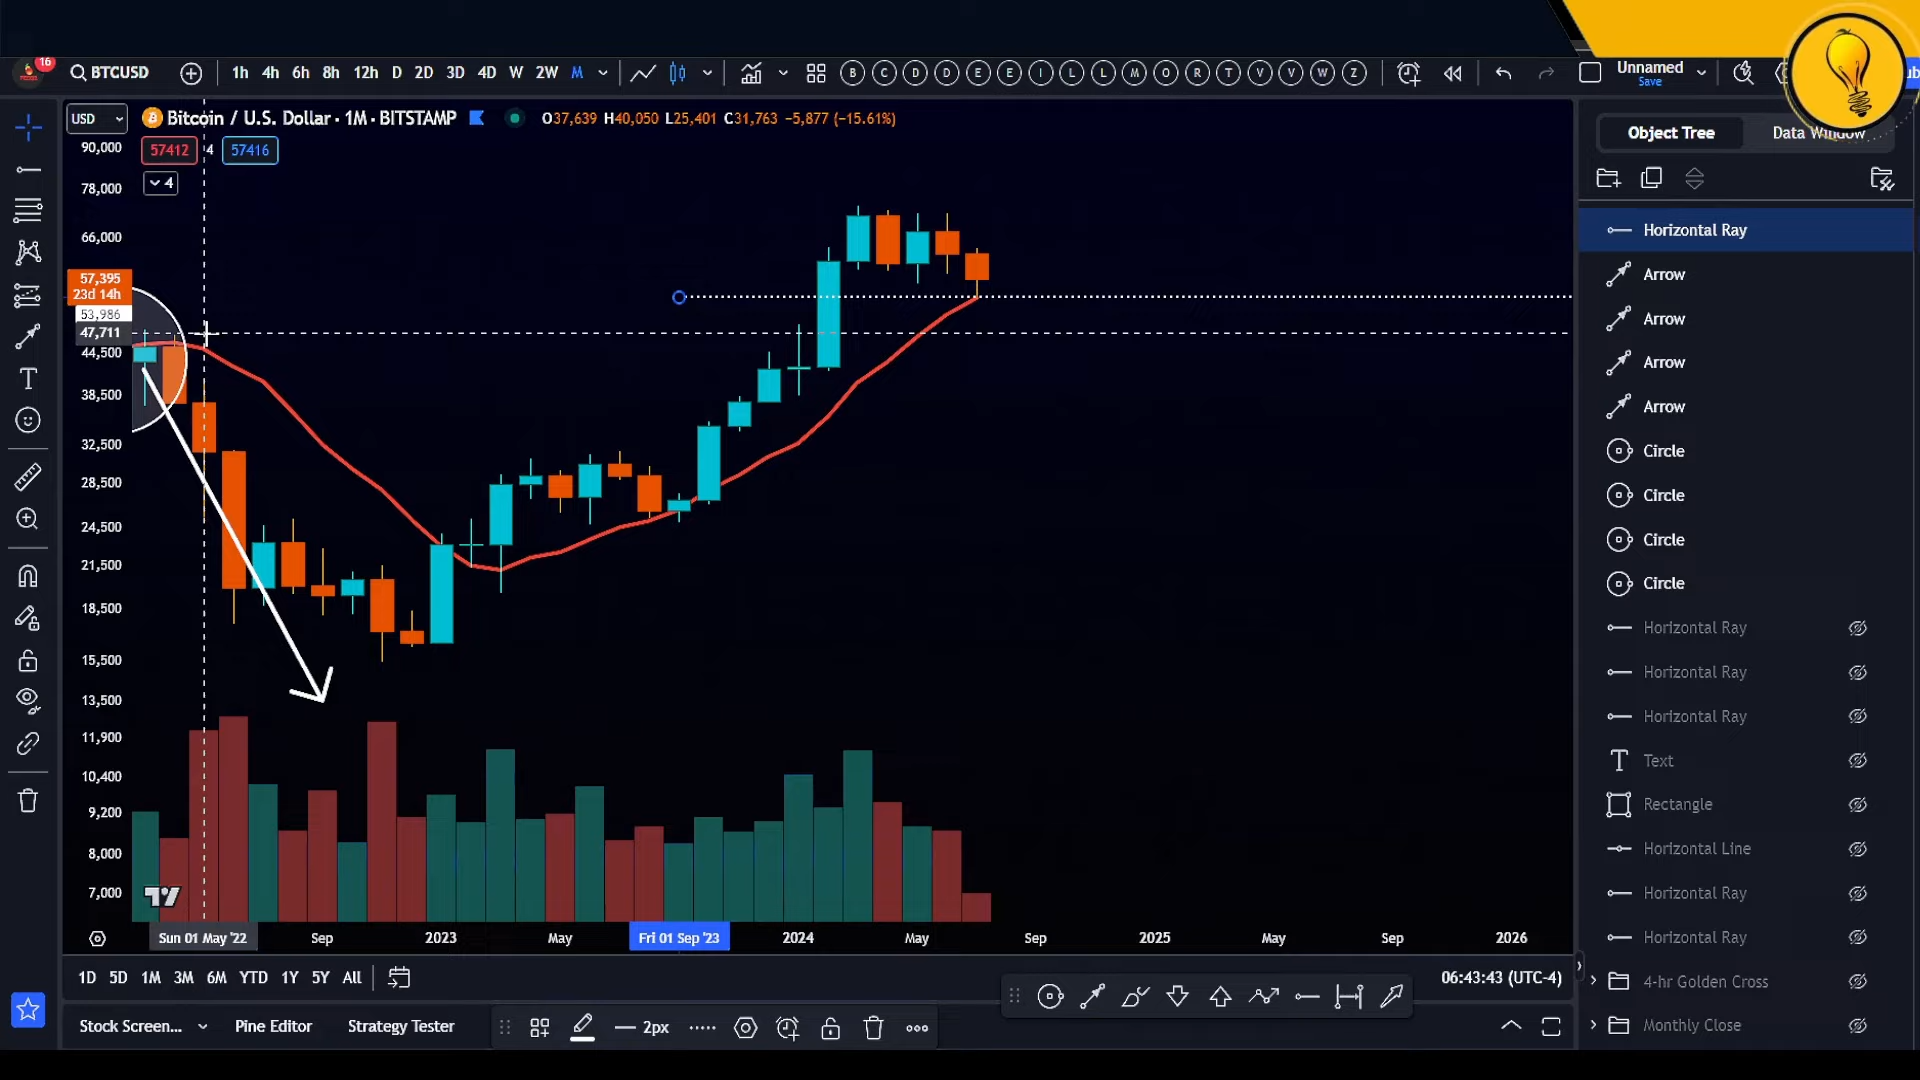 16
BTCUSD
1h 4h 6h 8h 12h D 2D 3D 4D W 2W M
B C D D E E I L L M O R T V V W Z
Unnamed
Save
ub
USD
Bitcoin / U.S. Dollar · 1M · BITSTAMP
O37,639 H40,050 L25,401 C31,763 −5,877 (−15.61%)
57412 4 57416
4
90,000
78,000
66,000
57,395
23d 14h
53,986
47,711
44,500
38,500
32,500
28,500
24,500
21,500
18,500
15,500
13,500
11,900
10,400
9,200
8,000
7,000
Sun 01 May '22
Sep
2023
May
Fri 01 Sep '23
2024
May
Sep
2025
May
Sep
2026
1D 5D 1M 3M 6M YTD 1Y 5Y All
06:43:43 (UTC-4)
Stock Screen...
Pine Editor
Strategy Tester
2px
Object Tree
Data Window
Horizontal Ray
Arrow
Arrow
Arrow
Arrow
Circle
Circle
Circle
Circle
Horizontal Ray
Horizontal Ray
Horizontal Ray
Text
Rectangle
Horizontal Line
Horizontal Ray
Horizontal Ray
4-hr Golden Cross
Monthly Close